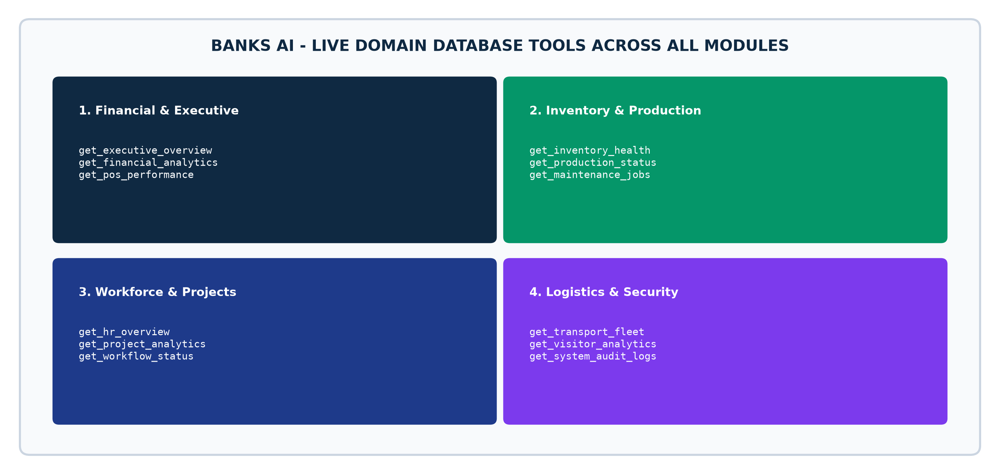 BANKS AI - LIVE DOMAIN DATABASE TOOLS ACROSS ALL MODULES
1. Financial & Executive
get_executive_overview
get_financial_analytics
get_pos_performance
2. Inventory & Production
get_inventory_health
get_production_status
get_maintenance_jobs
3. Workforce & Projects
get_hr_overview
get_project_analytics
get_workflow_status
4. Logistics & Security
get_transport_fleet
get_visitor_analytics
get_system_audit_logs